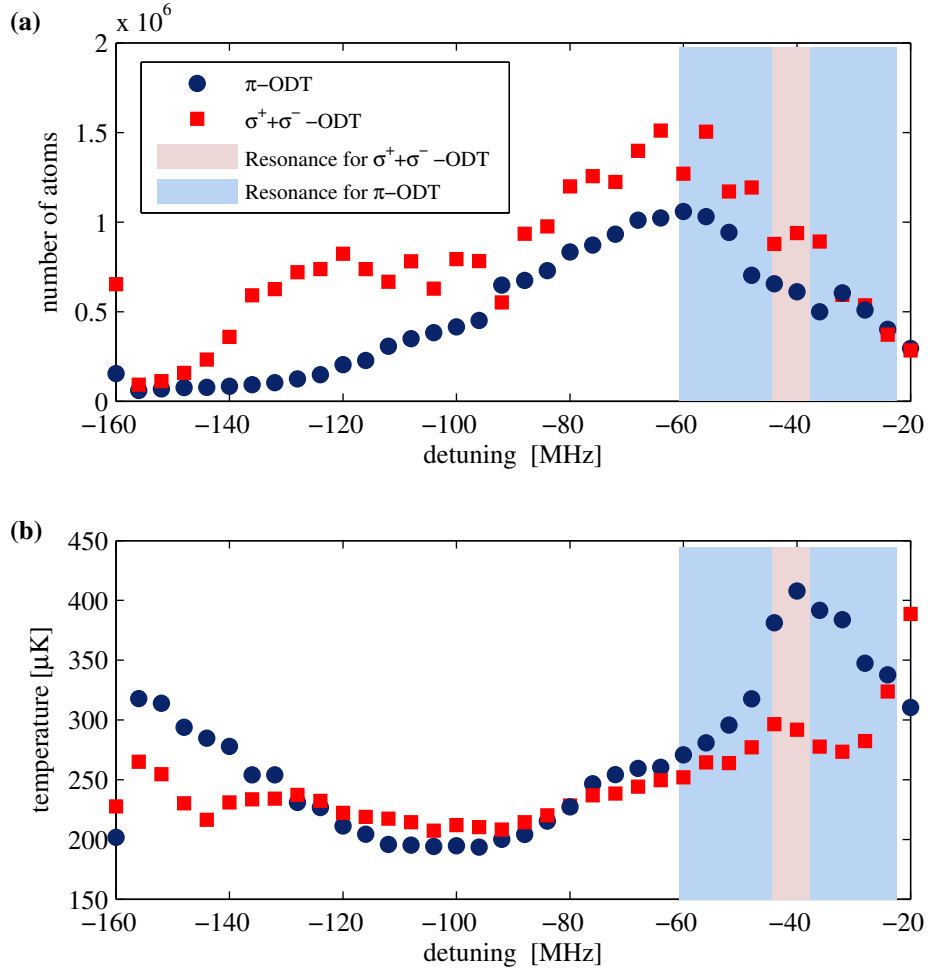 (a)
x 10⁶
2
1.5
1
0.5
0
number of atoms
π−ODT
σ⁺+σ⁻ −ODT
Resonance for σ⁺+σ⁻ −ODT
Resonance for π−ODT
−160 −140 −120 −100 −80 −60 −40 −20
detuning [MHz]
(b)
450
400
350
300
250
200
150
temperature [µK]
−160 −140 −120 −100 −80 −60 −40 −20
detuning [MHz]